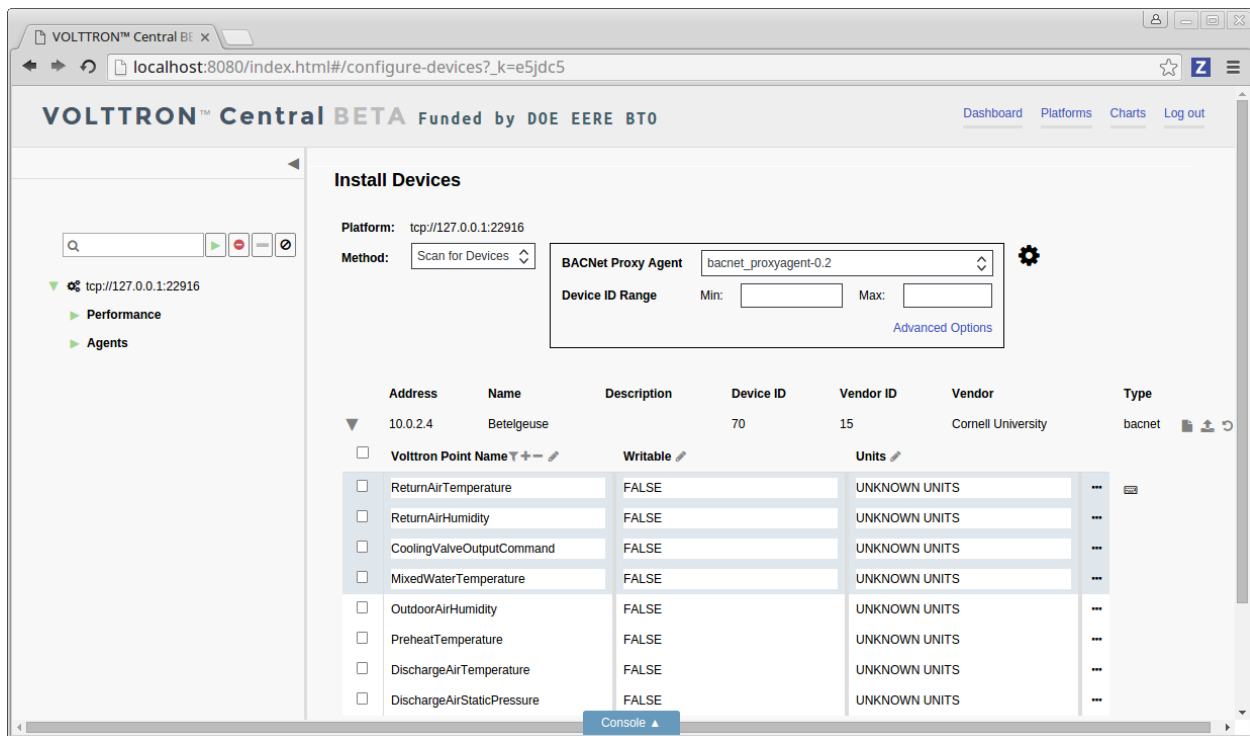 VOLTTRON™ Central BE
localhost:8080/index.html#/configure-devices?_k=e5jdc5
Z
VOLTTRON™ Central BETA Funded by DOE EERE BTO
Dashboard Platforms Charts Log out
Install Devices
Platform: tcp://127.0.0.1:22916
Method: Scan for Devices
BACNet Proxy Agent bacnet_proxyagent-0.2
Device ID Range Min: Max:
Advanced Options
tcp://127.0.0.1:22916
Performance
Agents
Address Name Description Device ID Vendor ID Vendor Type
10.0.2.4 Betelgeuse 70 15 Cornell University bacnet
Volttron Point Name Writable Units
ReturnAirTemperature FALSE UNKNOWN UNITS
ReturnAirHumidity FALSE UNKNOWN UNITS
CoolingValveOutputCommand FALSE UNKNOWN UNITS
MixedWaterTemperature FALSE UNKNOWN UNITS
OutdoorAirHumidity FALSE UNKNOWN UNITS
PreheatTemperature FALSE UNKNOWN UNITS
DischargeAirTemperature FALSE UNKNOWN UNITS
DischargeAirStaticPressure FALSE UNKNOWN UNITS
Console ▲